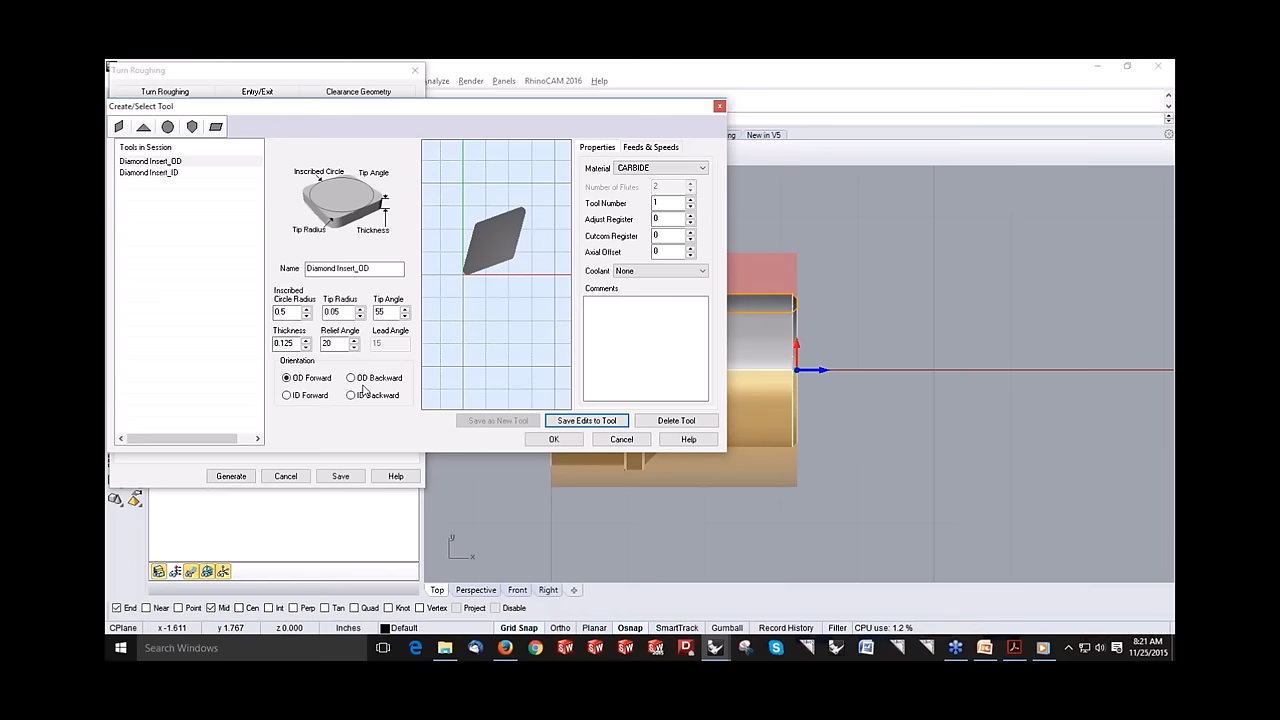 Turn Roughing
Analyze Render Panels RhinoCAM 2016 Help
Turn Roughing Entry/Exit Clearance Geometry
Create/Select Tool
New in V5
Tools in Session
Diamond Insert_OD
Diamond Insert_ID
Inscribed Circle Tip Angle
Tip Radius Thickness
Name Diamond Insert_OD
Inscribed
Circle Radius Tip Radius Tip Angle
0.5 0.05 55
Thickness Relief Angle Lead Angle
0.125 20 15
Orientation
OD Forward OD Backward
ID Forward ID Backward
Properties Feeds & Speeds
Material CARBIDE
Number of Flutes 2
Tool Number 1
Adjust Register 0
Cutcom Register 0
Axial Offset 0
Coolant None
Comments
Save as New Tool Save Edits to Tool Delete Tool
OK Cancel Help
Generate Cancel Save Help
y
x
Top Perspective Front Right
End Near Point Mid Cen Int Perp Tan Quad Knot Vertex Project Disable
CPlane x -1.611 y 1.767 z 0.000 Inches Default Grid Snap Ortho Planar Osnap SmartTrack Gumball Record History Filter CPU use: 1.2 %
Search Windows
8:21 AM
11/25/2015